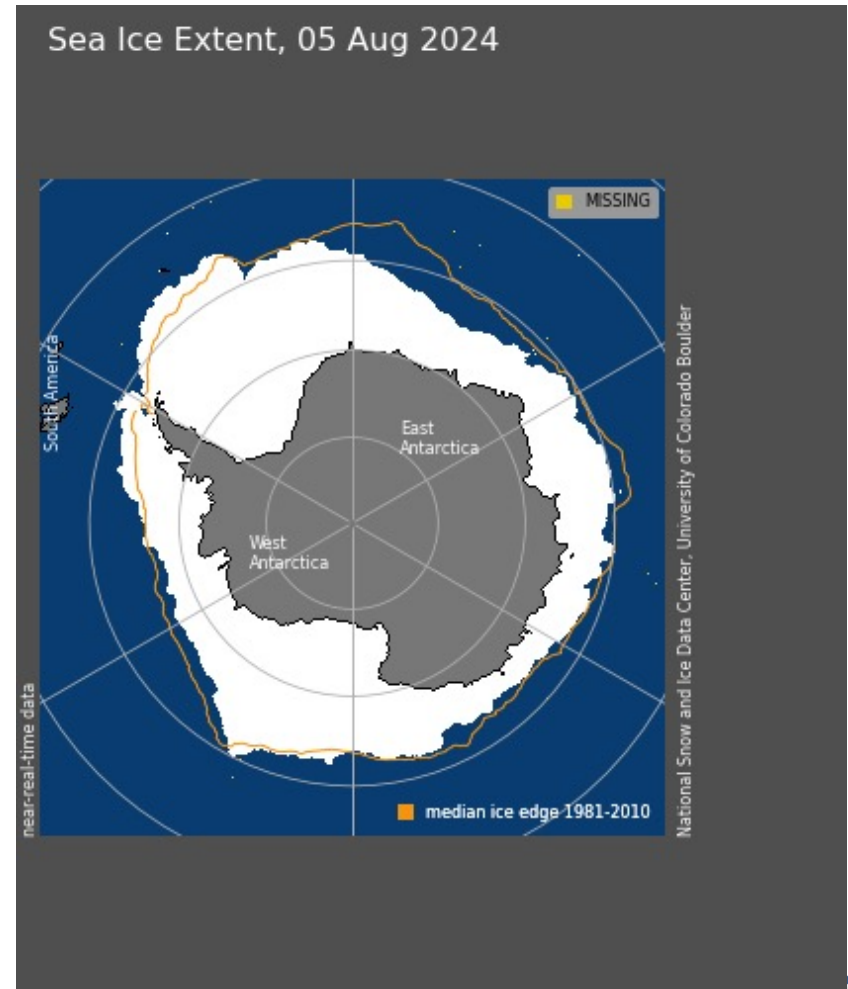 Sea Ice Extent, 05 Aug 2024
MISSING
South America
East
Antarctica
West
Antarctica
near-real-time data
National Snow and Ice Data Center, University of Colorado Boulder
median ice edge 1981-2010